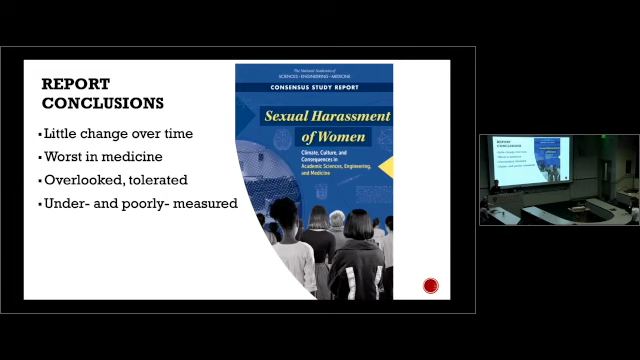 REPORT
CONCLUSIONS
▪ Little change over time
▪ Worst in medicine
▪ Overlooked, tolerated
▪ Under- and poorly- measured
The National Academies of
SCIENCES • ENGINEERING • MEDICINE
CONSENSUS STUDY REPORT
Sexual Harassment
of Women
Climate, Culture, and
Consequences in
Academic Sciences, Engineering,
and Medicine
REPORT
CONCLUSIONS